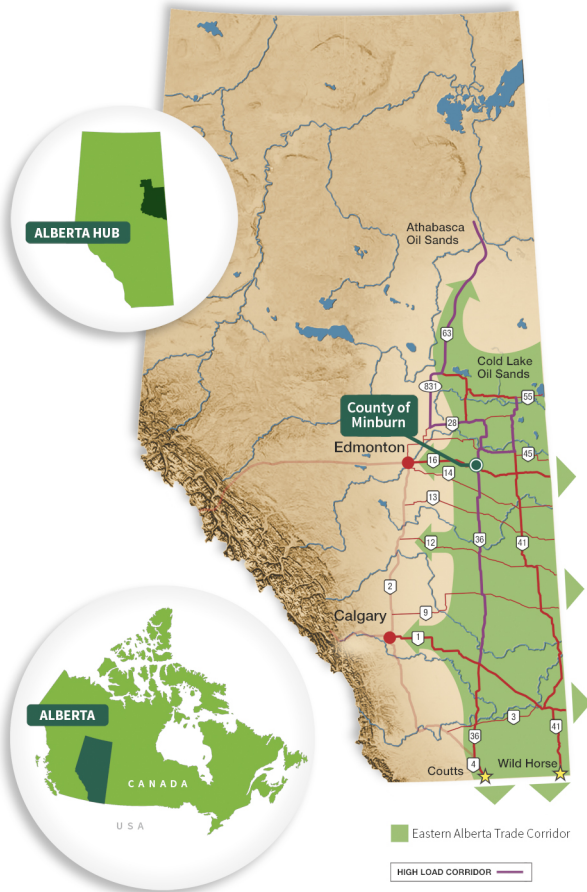 ALBERTA HUB
Athabasca
Oil Sands
63
Cold Lake
Oil Sands
831
55
County of
Minburn
28
Edmonton
16
45
14
13
12
36
41
2
Calgary
9
1
3
36
41
4
Coutts
Wild Horse
ALBERTA
CANADA
USA
Eastern Alberta Trade Corridor
HIGH LOAD CORRIDOR